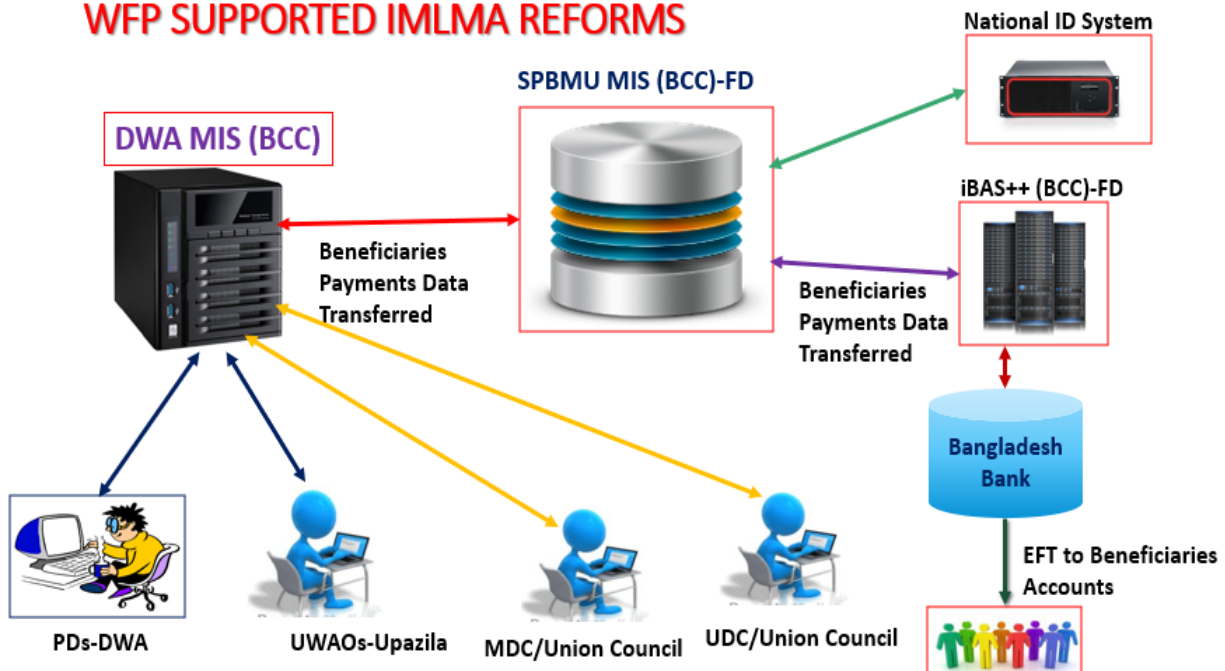 WFP SUPPORTED IMLMA REFORMS
National ID System
SPBMU MIS (BCC)-FD
DWA MIS (BCC)
iBAS++ (BCC)-FD
Beneficiaries
Payments Data
Transferred
Beneficiaries
Payments Data
Transferred
Bangladesh
Bank
EFT to Beneficiaries
Accounts
PDs-DWA
UWAOs-Upazila
MDC/Union Council
UDC/Union Council